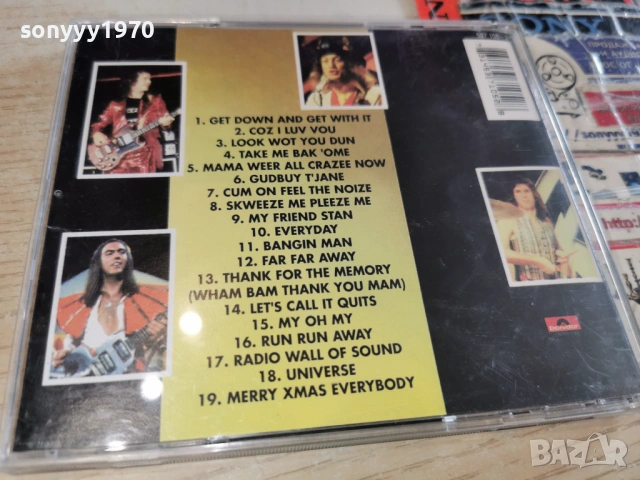 sonyyy1970
SONY
1. GET DOWN AND GET WITH IT
2. COZ I LUV YOU
3. LOOK WOT YOU DUN
4. TAKE ME BAK 'OME
5. MAMA WEER ALL CRAZEE NOW
6. GUDBUY T'JANE
7. CUM ON FEEL THE NOIZE
8. SKWEEZE ME PLEEZE ME
9. MY FRIEND STAN
10. EVERYDAY
11. BANGIN MAN
12. FAR FAR AWAY
13. THANK FOR THE MEMORY
(WHAM BAM THANK YOU MAM)
14. LET'S CALL IT QUITS
15. MY OH MY
16. RUN RUN AWAY
17. RADIO WALL OF SOUND
18. UNIVERSE
19. MERRY XMAS EVERYBODY
BAZAR
bg